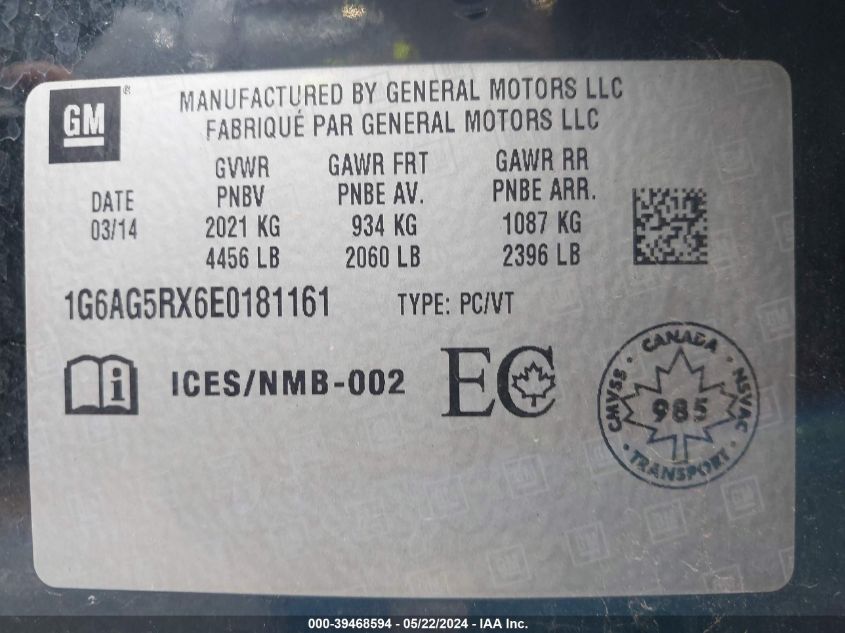 GM ®
MANUFACTURED BY GENERAL MOTORS LLC
FABRIQUÉ PAR GENERAL MOTORS LLC
GVWR GAWR FRT GAWR RR
DATE PNBV PNBE AV. PNBE ARR.
03/14 2021 KG 934 KG 1087 KG
4456 LB 2060 LB 2396 LB
1G6AG5RX6E0181161 TYPE: PC/VT
i ICES/NMB-002 EC
CANADA
CMVSS · 985 · NSVAC
TRANSPORT
000-39468594 - 05/22/2024 - IAA Inc.